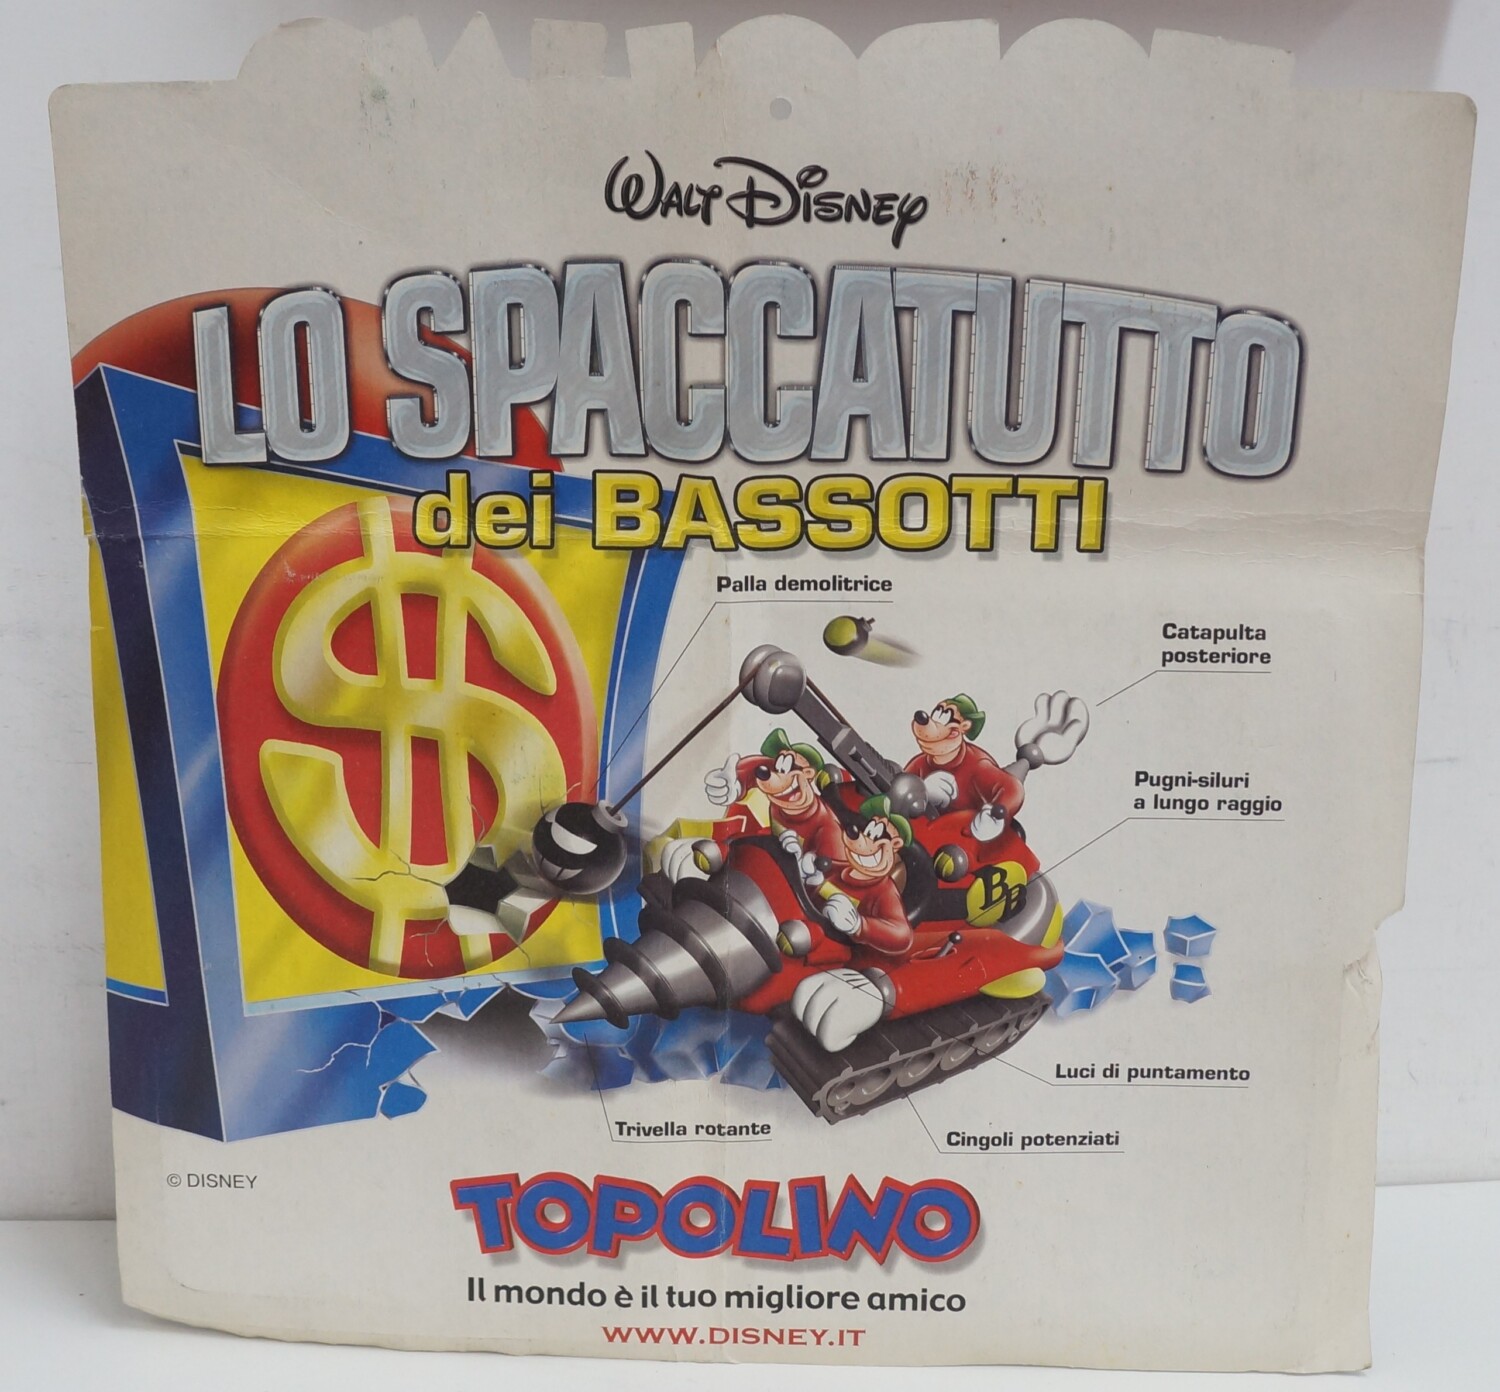 WALT DISNEY
LO SPACCATUTTO
dei BASSOTTI
Palla demolitrice
Catapulta
posteriore
Pugni-siluri
a lungo raggio
BB
Luci di puntamento
Trivella rotante
Cingoli potenziati
© DISNEY
TOPOLINO
Il mondo è il tuo migliore amico
WWW.DISNEY.IT